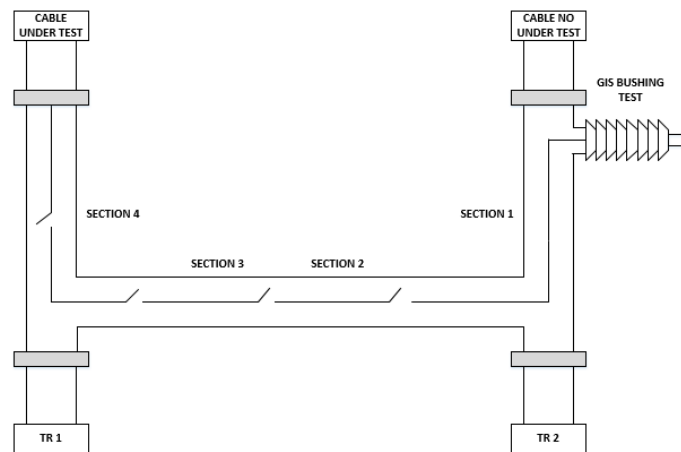 CABLE
UNDER TEST
CABLE NO
UNDER TEST
GIS BUSHING
TEST
SECTION 4
SECTION 1
SECTION 3
SECTION 2
TR 1
TR 2